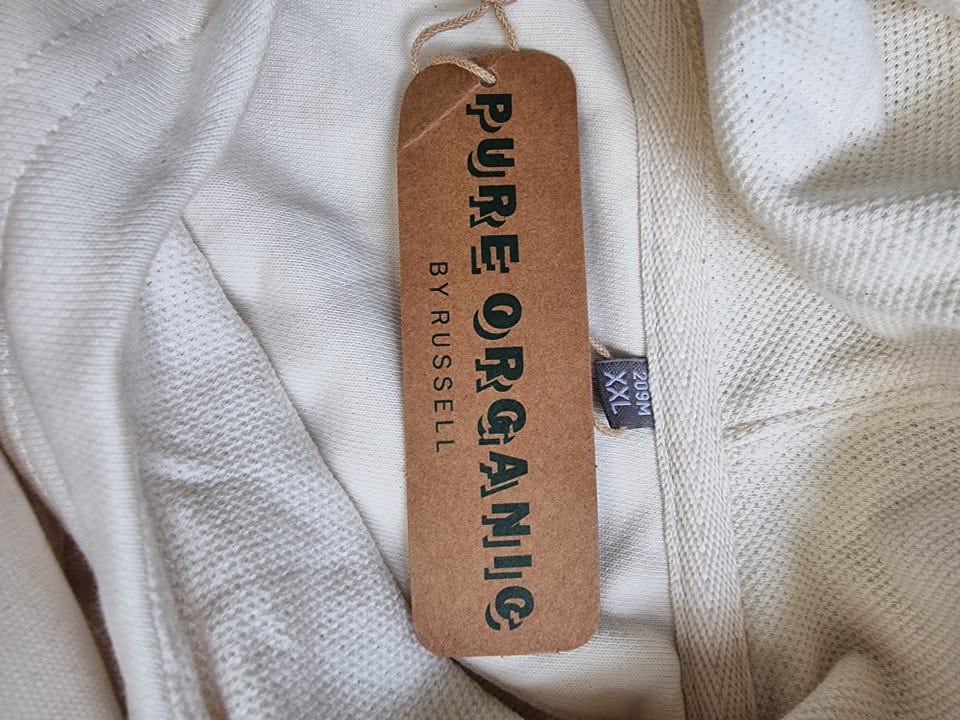 PURE ORGANIC
BY RUSSELL
209M
XXL